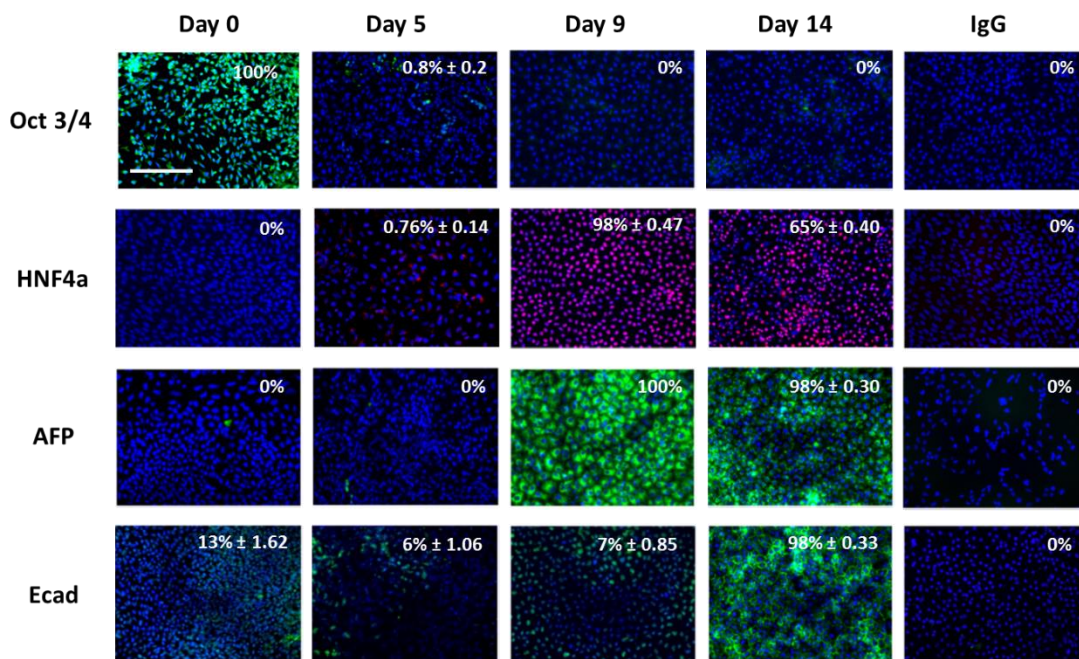 Day 0 Day 5 Day 9 Day 14 IgG
Oct 3/4 100% 0.8% ± 0.2 0% 0% 0%
HNF4a 0% 0.76% ± 0.14 98% ± 0.47 65% ± 0.40 0%
AFP 0% 0% 100% 98% ± 0.30 0%
Ecad 13% ± 1.62 6% ± 1.06 7% ± 0.85 98% ± 0.33 0%